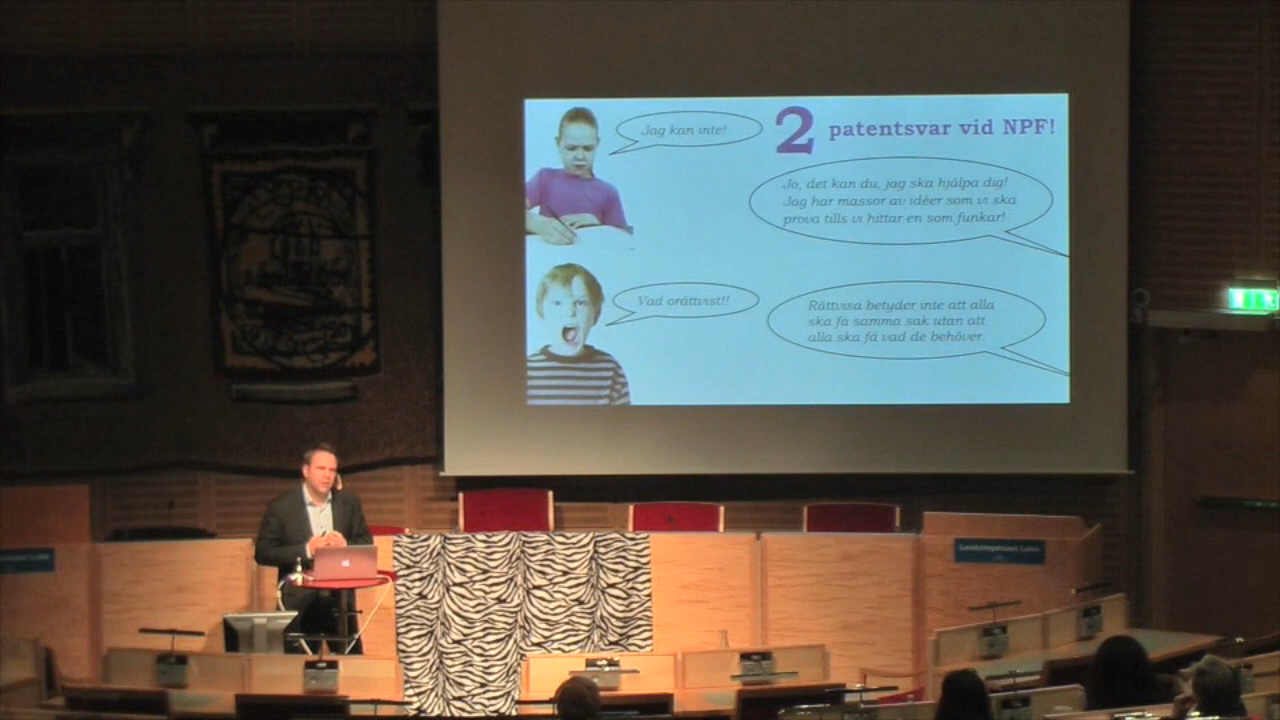 Jag kan inte!
2 patentsvar vid NPF!
Jo, det kan du, jag ska hjälpa dig!
Jag har massor av idéer som vi ska
prova tills vi hittar en som funkar!
Vad orättvist!!
Rättvisa betyder inte att alla
ska få samma sak utan att
alla ska få vad de behöver.